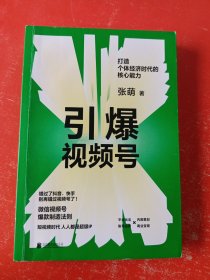 打造
个体经济时代的
核心能力
张萌 著
引爆
视频号
错过了抖音、快手
别再错过视频号了！
微信视频号
爆款制造法则
短视频时代 人人都是超级IP